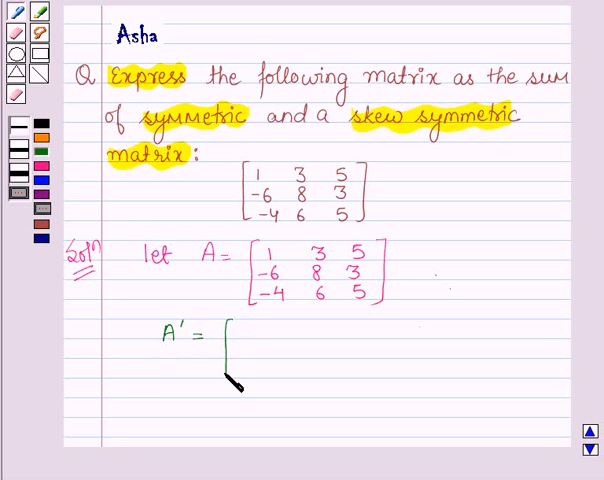 Asha
Q Express the following matrix as the sum
of symmetric and a skew symmetric
matrix:
[1 3 5
-6 8 3
-4 6 5]
Soln let A = [1 3 5
-6 8 3
-4 6 5]
A' = [